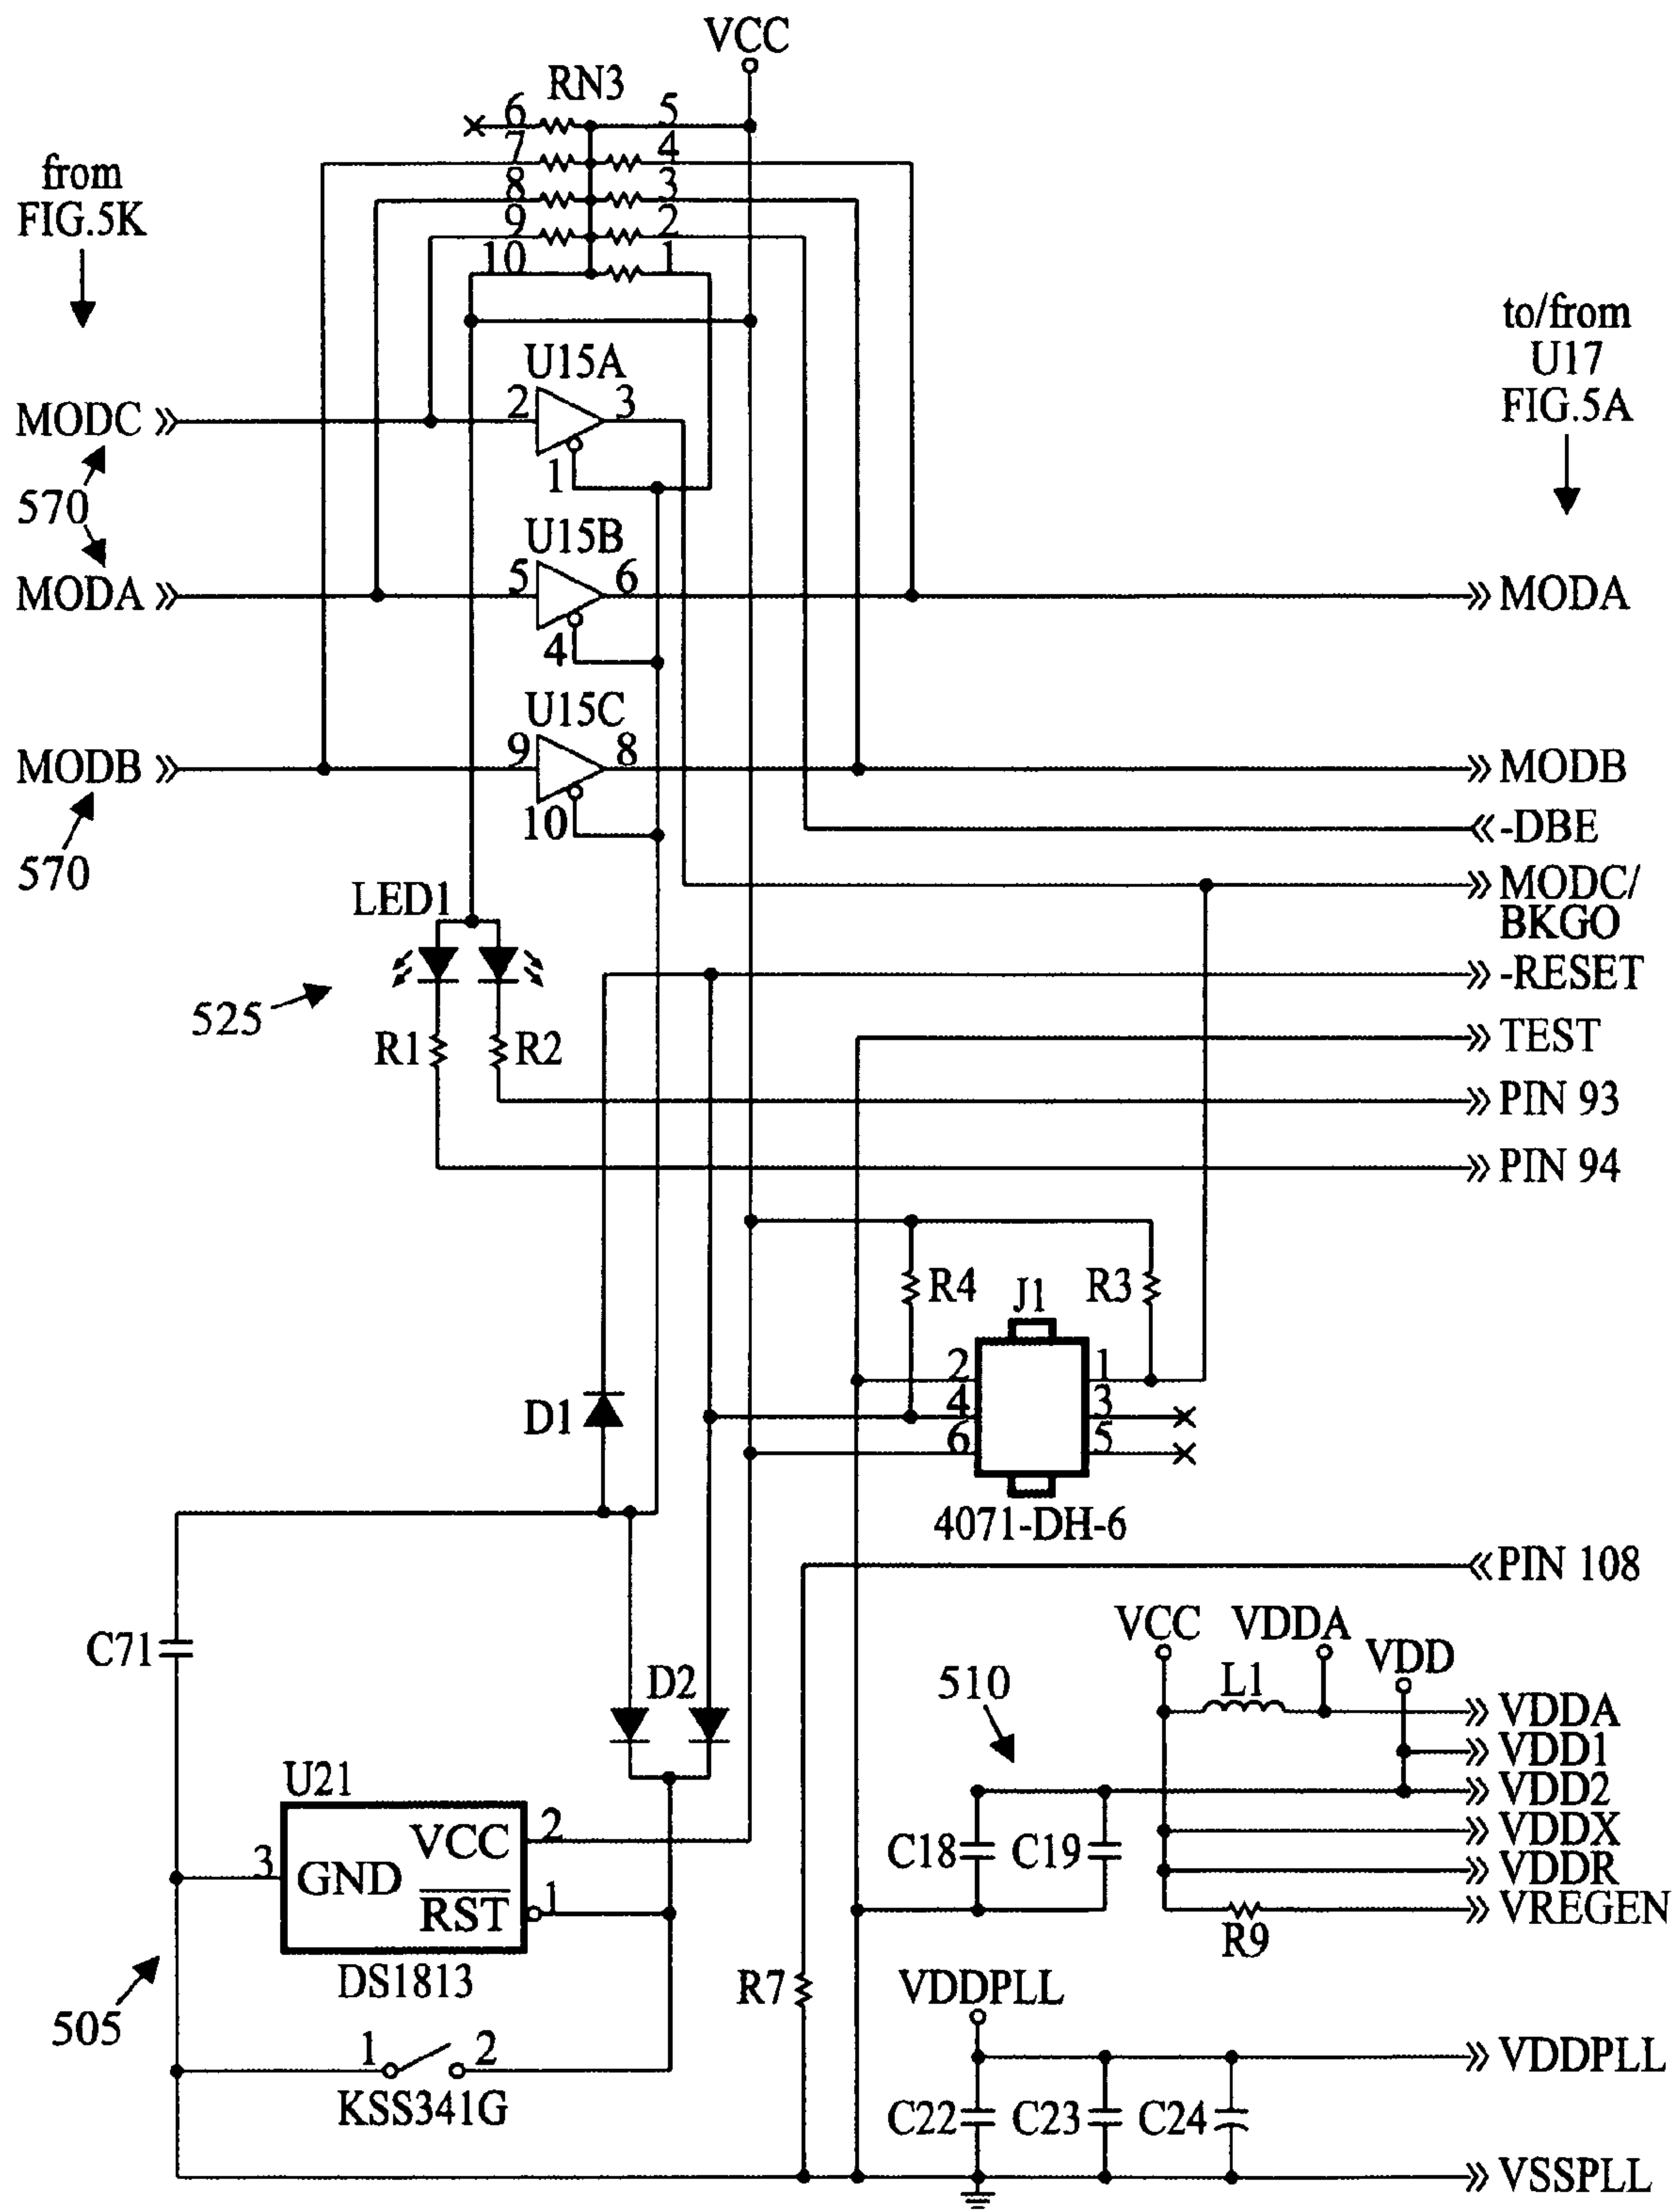 VCC
RN3
6 5
7 4
8 3
9 2
10 1
from
FIG.5K
to/from
U17
FIG.5A
U15A
MODC 2 3
1
570
U15B
MODA 5 6 MODA
4
U15C
MODB 9 8 MODB
10
570
-DBE
LED1
MODC/
BKGO
-RESET
525
R1 R2
TEST
PIN 93
PIN 94
R4 J1 R3
2 1
4 3
6 5
D1
4071-DH-6
PIN 108
C71
D2
VCC VDDA VDD
510
L1
VDDA
VDD1
VDD2
VDDX
VDDR
VREGEN
C18 C19
R9
U21
VCC 2
3 GND
RST 1
DS1813
505
R7
VDDPLL
1 2
KSS341G
VDDPLL
C22 C23 C24
VSSPLL